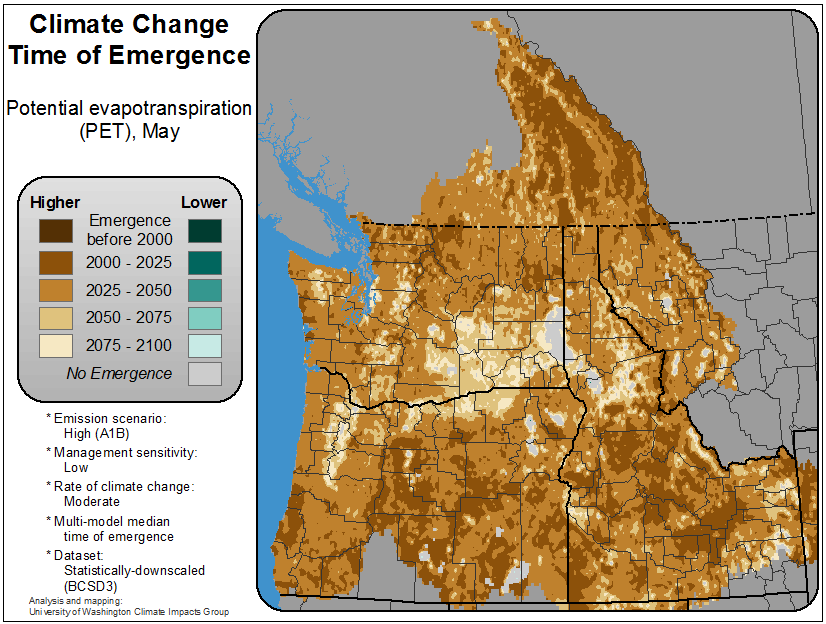 Climate Change
Time of Emergence
Potential evapotranspiration
(PET), May
Higher Lower
Emergence
before 2000
2000 - 2025
2025 - 2050
2050 - 2075
2075 - 2100
No Emergence
* Emission scenario:
High (A1B)
* Management sensitivity:
Low
* Rate of climate change:
Moderate
* Multi-model median
time of emergence
* Dataset:
Statistically-downscaled
(BCSD3)
Analysis and mapping:
University of Washington Climate Impacts Group